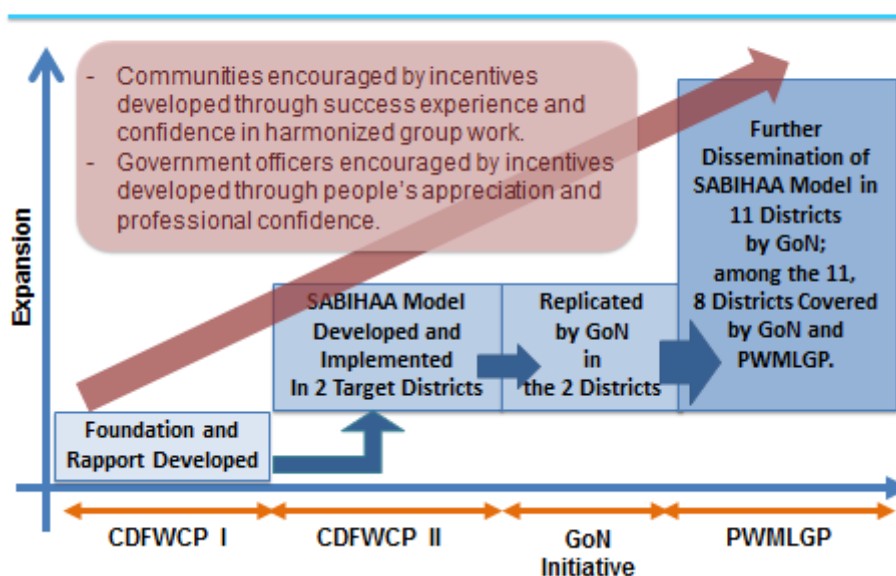 - Communities encouraged by incentives
developed through success experience and
confidence in harmonized group work.
- Government officers encouraged by incentives
developed through people's appreciation and
professional confidence.
Expansion
Further
Dissemination of
SABIHAA Model in
11 Districts
by GoN;
among the 11,
8 Districts Covered
by GoN and
PWMLGP.
SABIHAA Model
Developed and
Implemented
In 2 Target Districts
Replicated
by GoN
in
the 2 Districts
Foundation and
Rapport Developed
CDFWCP I
CDFWCP II
GoN
Initiative
PWMLGP